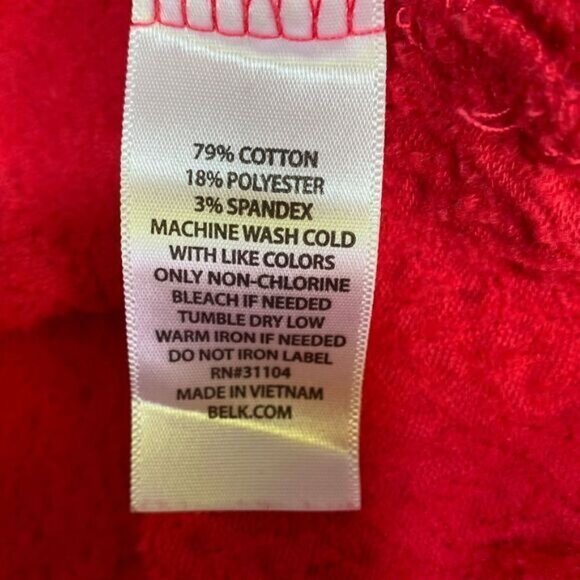 79% COTTON
18% POLYESTER
3% SPANDEX
MACHINE WASH COLD
WITH LIKE COLORS
ONLY NON-CHLORINE
BLEACH IF NEEDED
TUMBLE DRY LOW
WARM IRON IF NEEDED
DO NOT IRON LABEL
RN#31104
MADE IN VIETNAM
BELK.COM